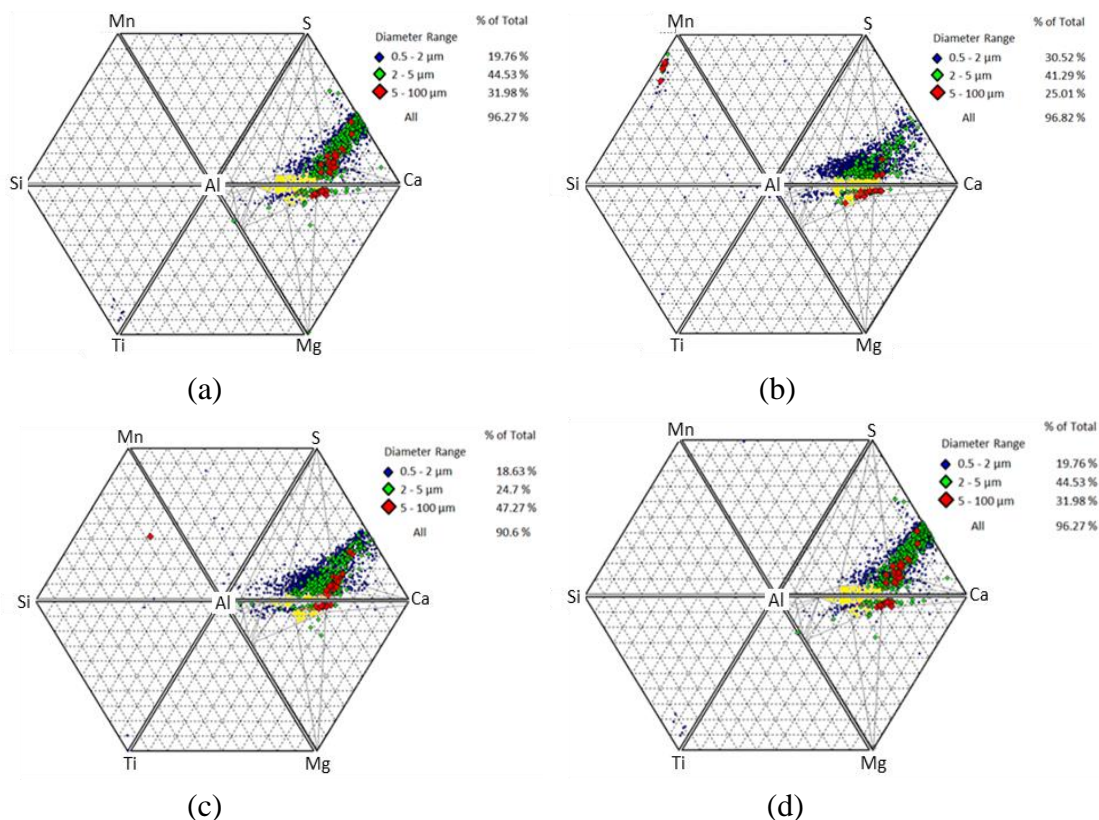 Mn S % of Total
Diameter Range
0.5 - 2 µm 19.76 %
2 - 5 µm 44.53 %
5 - 100 µm 31.98 %
All 96.27 %
Si Al Ca
Ti Mg
(a)
Mn S % of Total
Diameter Range
0.5 - 2 µm 30.52 %
2 - 5 µm 41.29 %
5 - 100 µm 25.01 %
All 96.82 %
Si Al Ca
Ti Mg
(b)
Mn S % of Total
Diameter Range
0.5 - 2 µm 18.63 %
2 - 5 µm 24.7 %
5 - 100 µm 47.27 %
All 90.6 %
Si Al Ca
Ti Mg
(c)
Mn S % of Total
Diameter Range
0.5 - 2 µm 19.76 %
2 - 5 µm 44.53 %
5 - 100 µm 31.98 %
All 96.27 %
Si Al Ca
Ti Mg
(d)